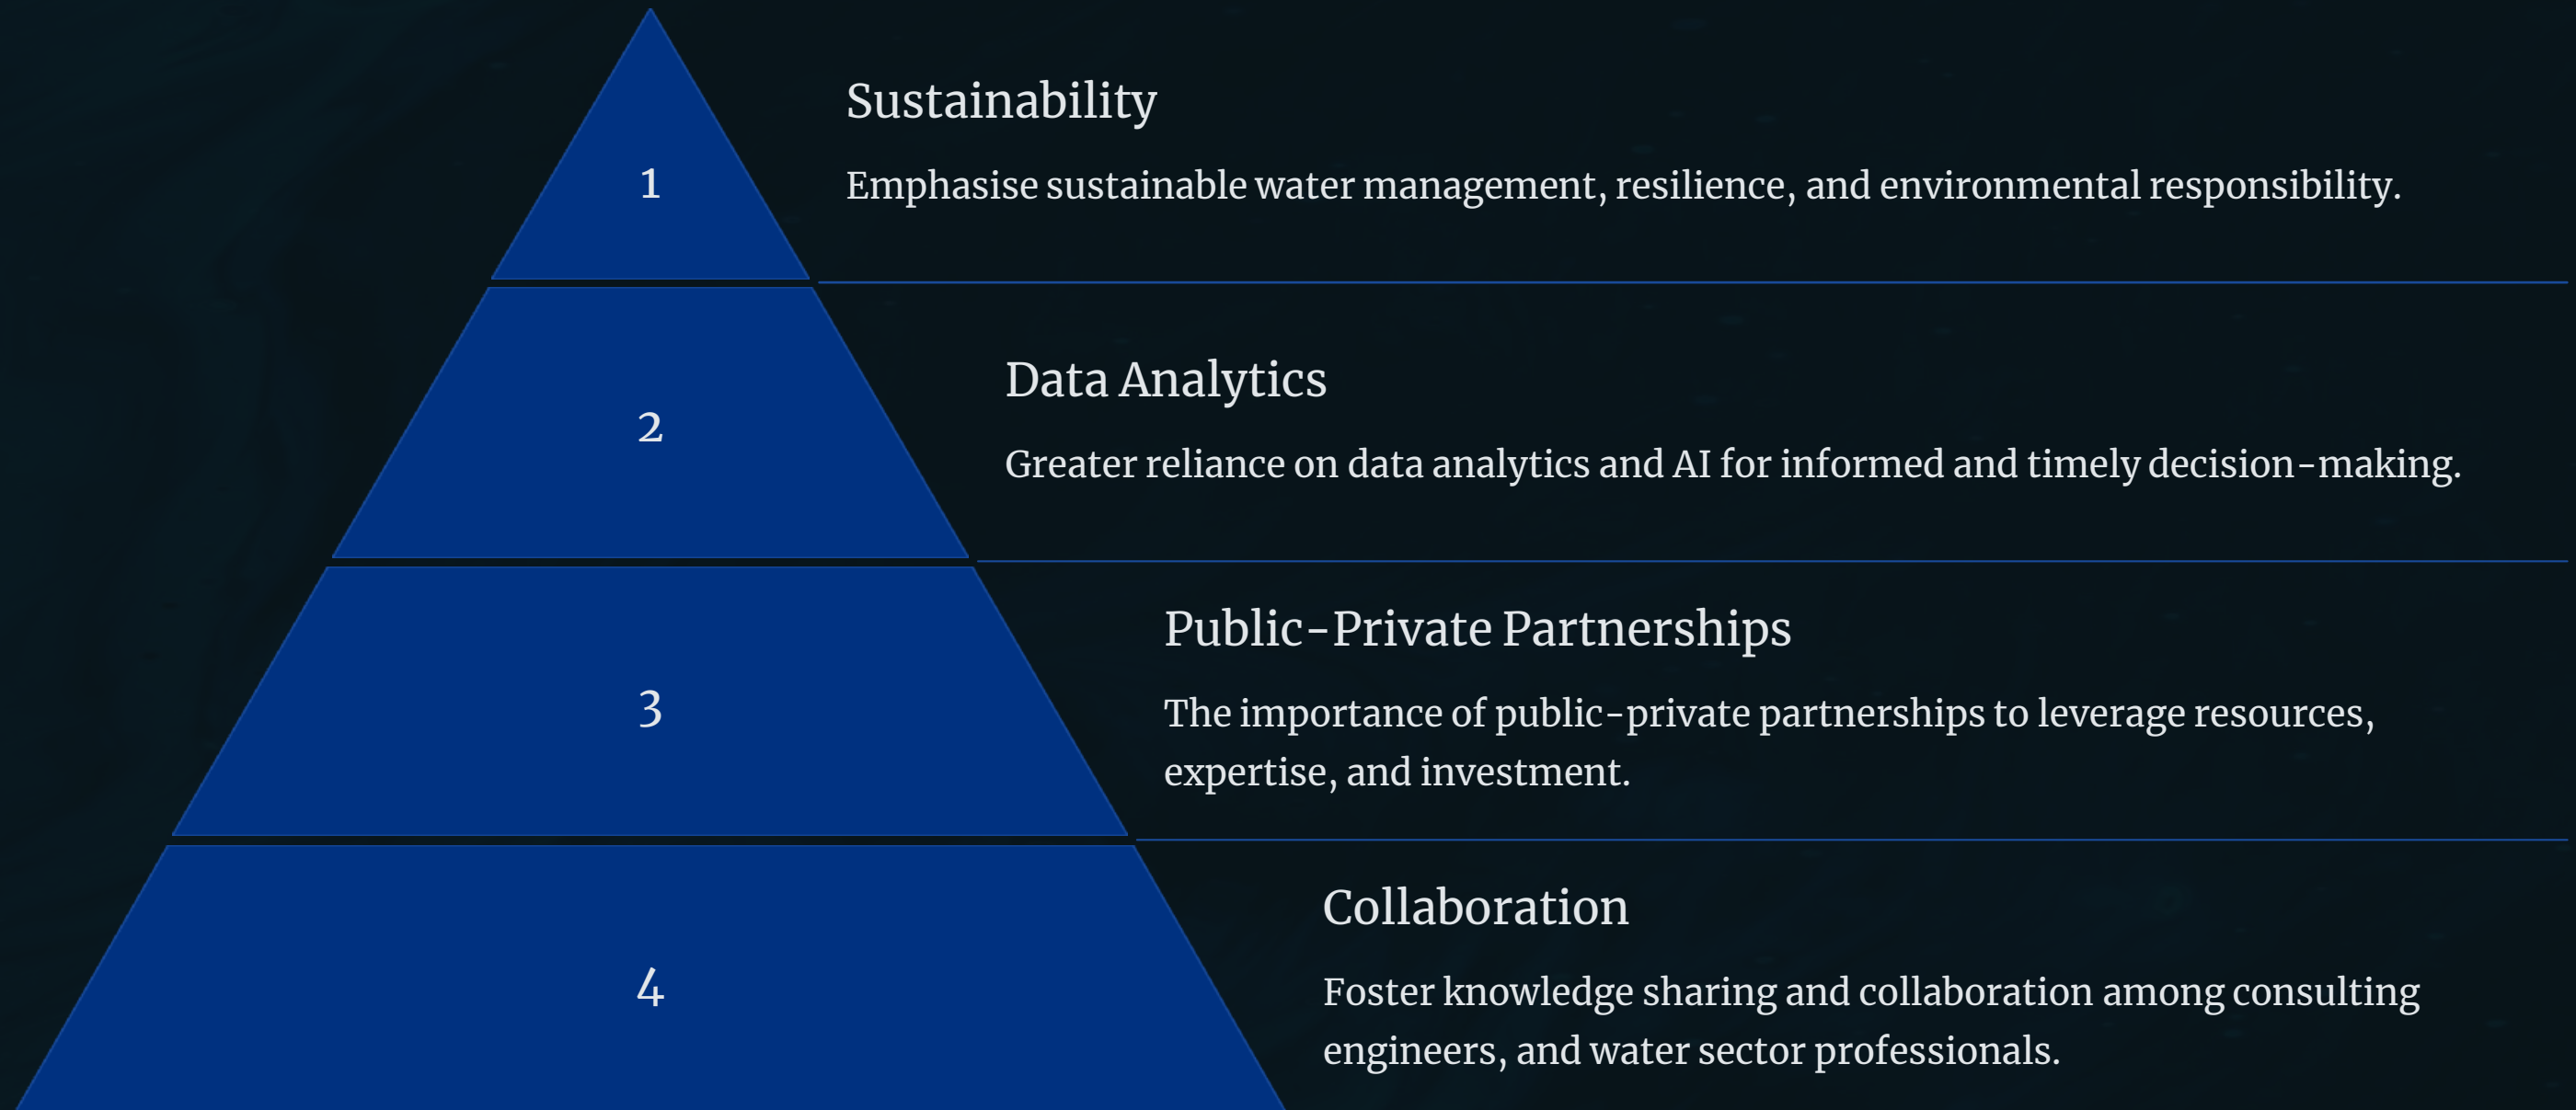 1
Sustainability
Emphasise sustainable water management, resilience, and environmental responsibility.
2
Data Analytics
Greater reliance on data analytics and AI for informed and timely decision-making.
3
Public-Private Partnerships
The importance of public-private partnerships to leverage resources,
expertise, and investment.
4
Collaboration
Foster knowledge sharing and collaboration among consulting
engineers, and water sector professionals.